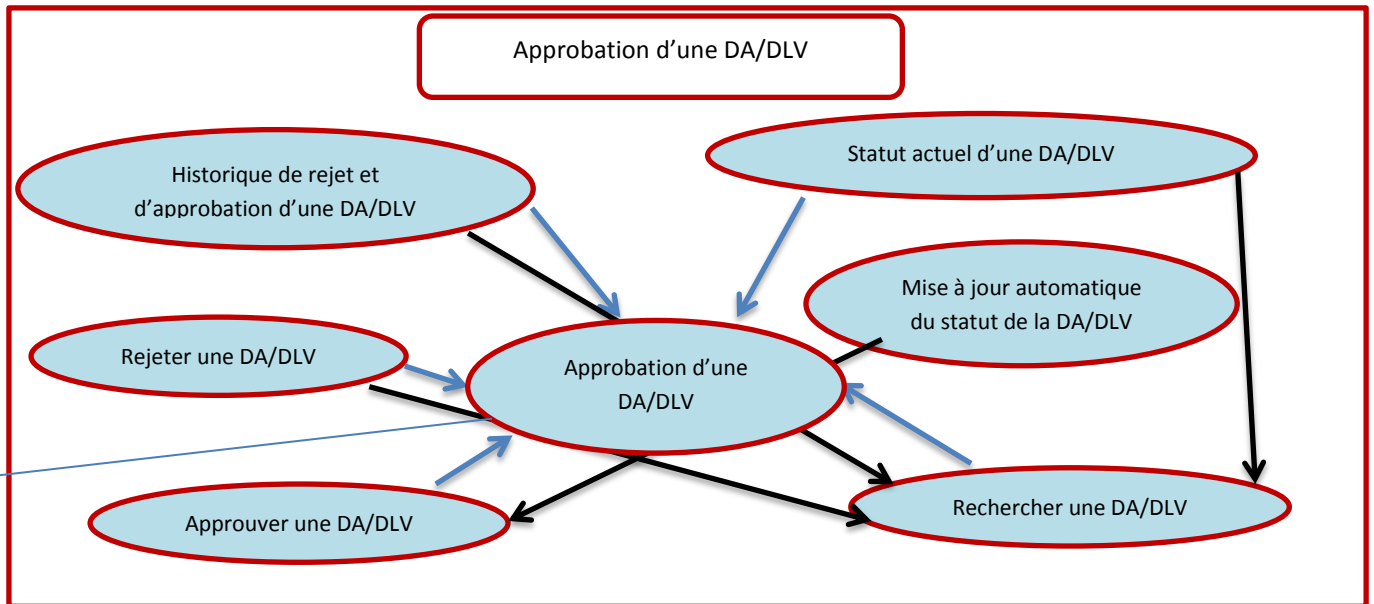 Approbation d’une DA/DLV
Historique de rejet et
d’approbation d’une DA/DLV
Statut actuel d’une DA/DLV
Mise à jour automatique
du statut de la DA/DLV
Rejeter une DA/DLV
Approbation d’une
DA/DLV
Approuver une DA/DLV
Rechercher une DA/DLV